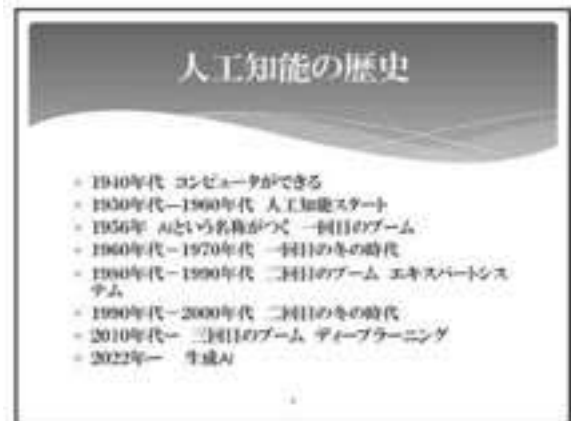 人工知能の歴史
1940年代 コンピュータができる
1950年代ー1960年代 人工知能スタート
1956年 AIという名称がつく 一回目のブーム
1960年代-1970年代 一回目の冬の時代
1980年代-1990年代 二回目のブーム エキスパートシス
テム
1990年代-2000年代 二回目の冬の時代
2010年代ー 三回目のブーム ディープラーニング
2022年ー 生成AI